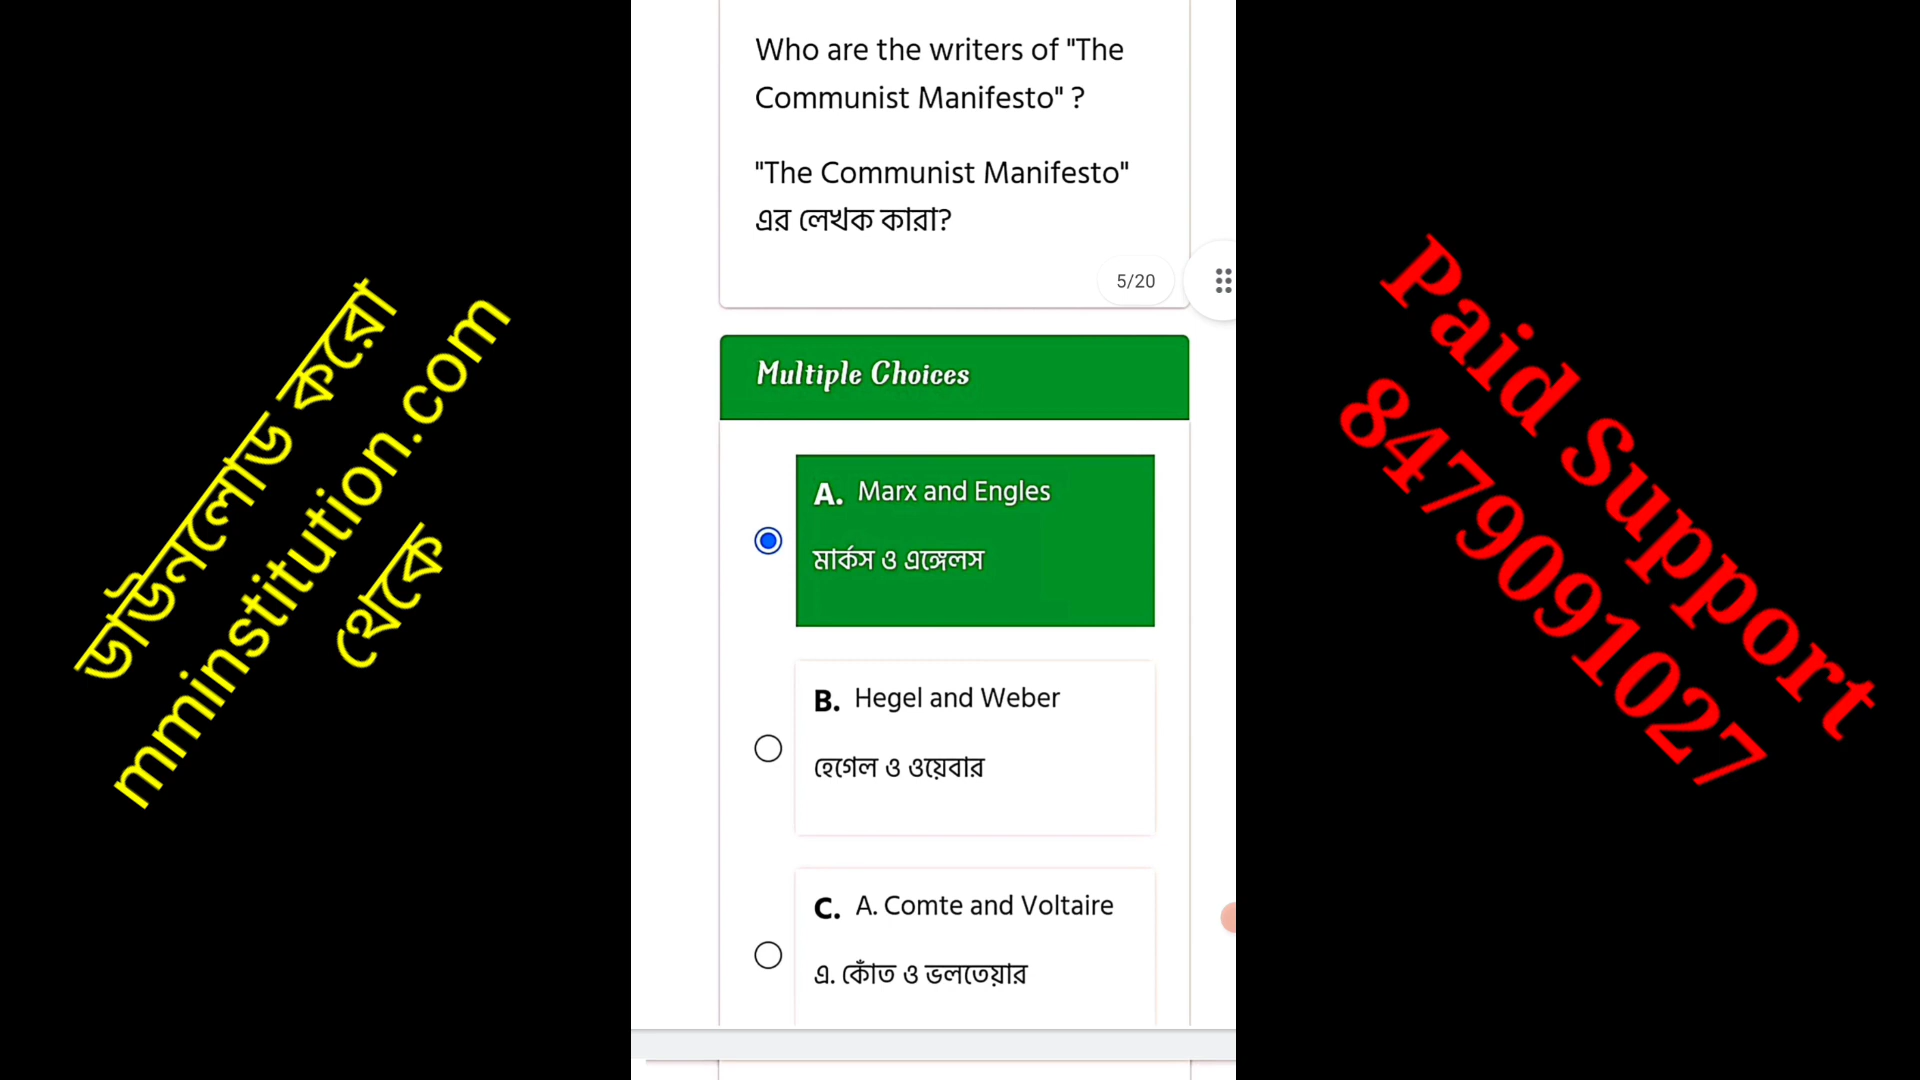 Who are the writers of "The
Communist Manifesto" ?
"The Communist Manifesto"
এর লেখক কারা?
5/20
Multiple Choices
A. Marx and Engles
মার্কস ও এঙ্গেলস
B. Hegel and Weber
হেগেল ও ওয়েবার
C. A. Comte and Voltaire
এ. কোঁত ও ভলতেয়ার
ডাউনলোড করো
mminstitution.com
থেকে
Paid Support
8479091027